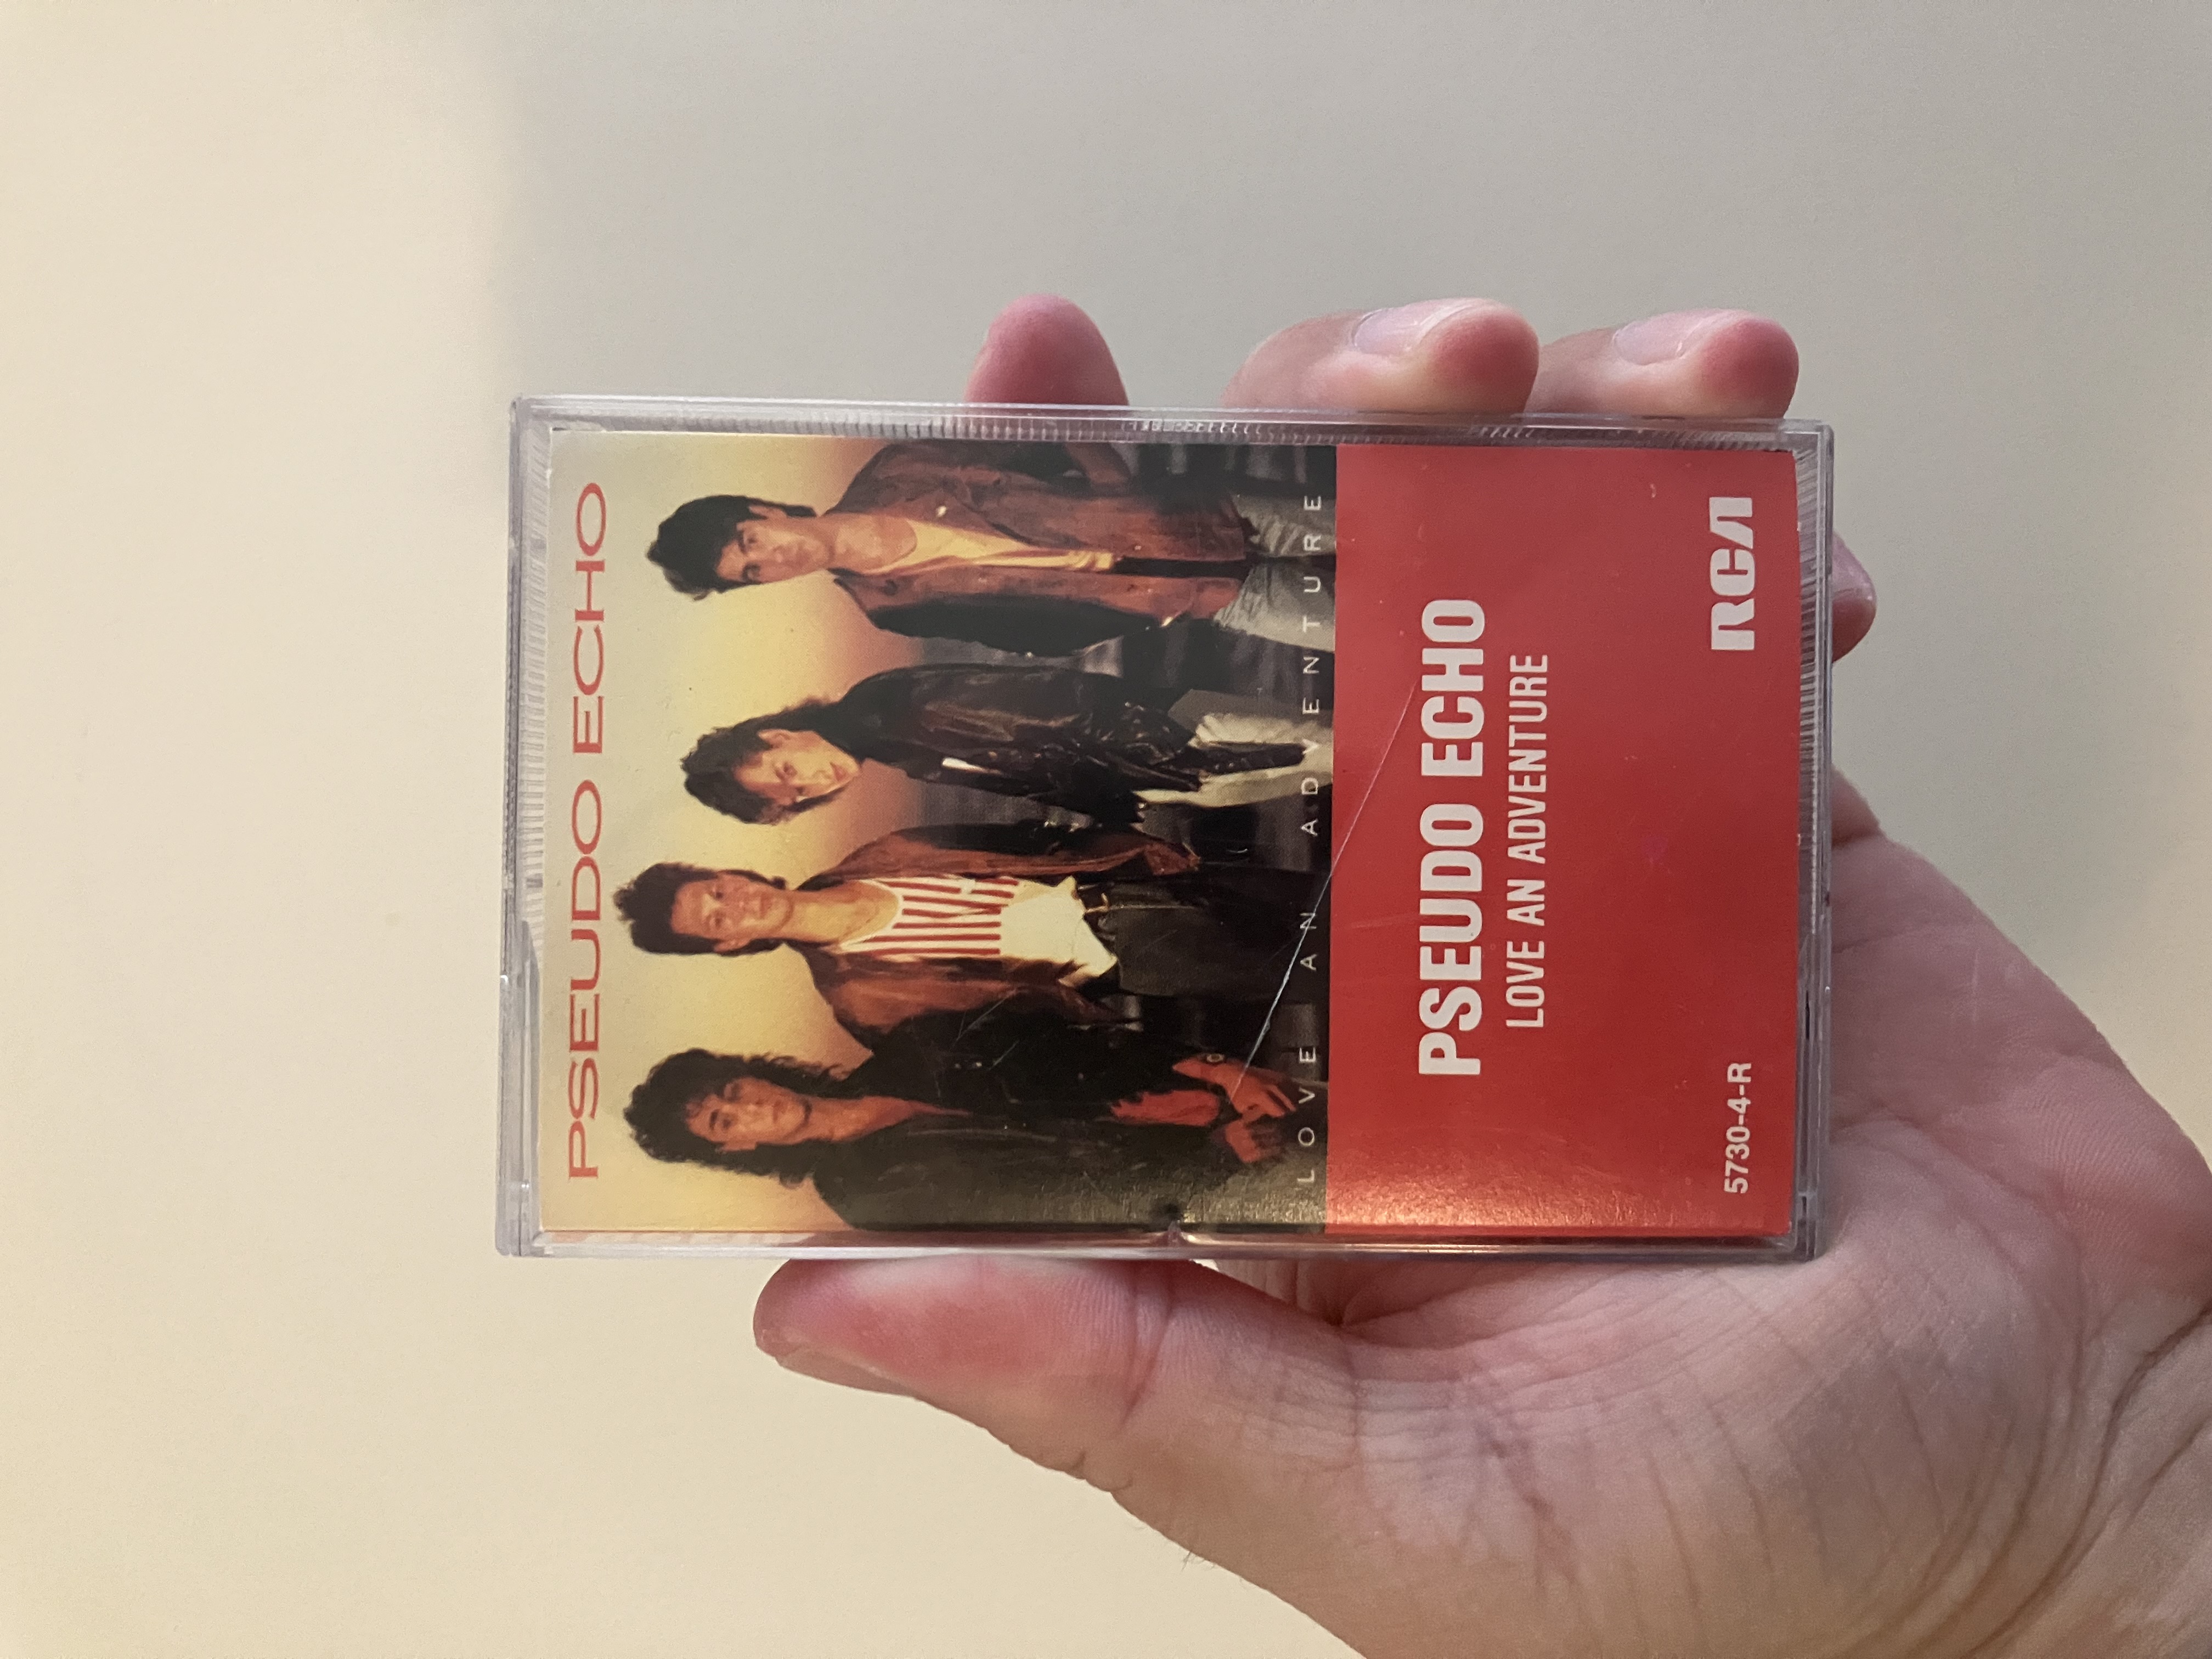 PSEUDO ECHO
LOVE AN ADVENTURE
PSEUDO ECHO
LOVE AN ADVENTURE
5730-4-R
RCA